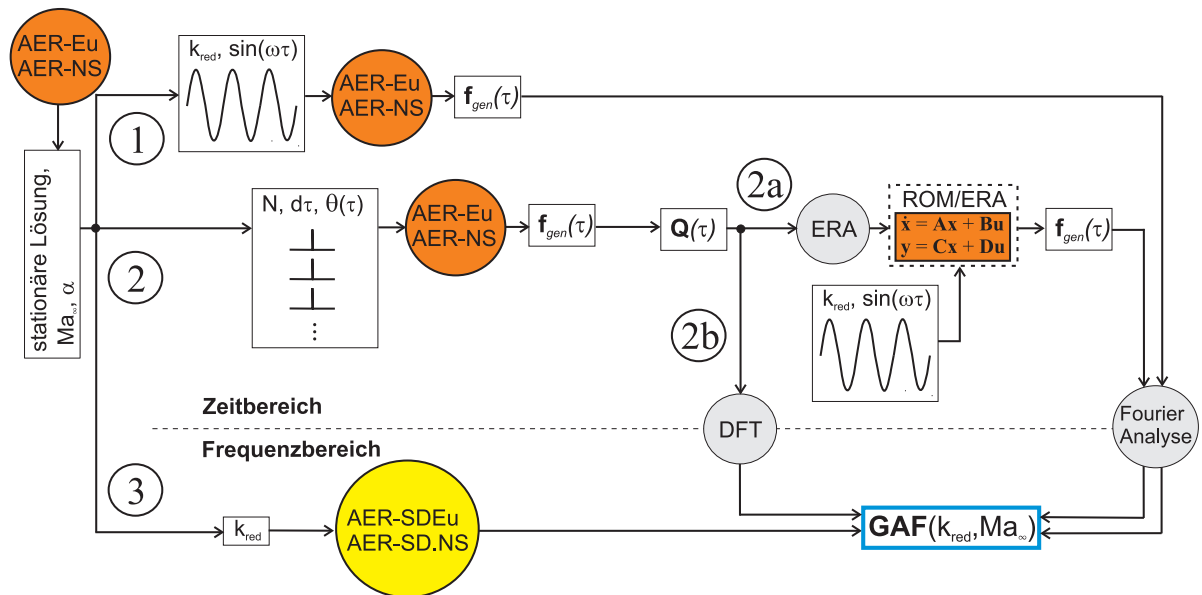 AER-Eu
AER-NS
k_red, sin(ωτ)
AER-Eu
AER-NS
f_gen(τ)
1
stationäre Lösung,
Ma_∞, α
2
N, dτ, θ(τ)
⋮
AER-Eu
AER-NS
f_gen(τ)
Q(τ)
2a
ERA
ROM/ERA
ẋ = Ax + Bu
y = Cx + Du
f_gen(τ)
2b
k_red, sin(ωτ)
Zeitbereich
DFT
Fourier
Analyse
Frequenzbereich
3
k_red
AER-SDEu
AER-SD.NS
GAF(k_red,Ma_∞)